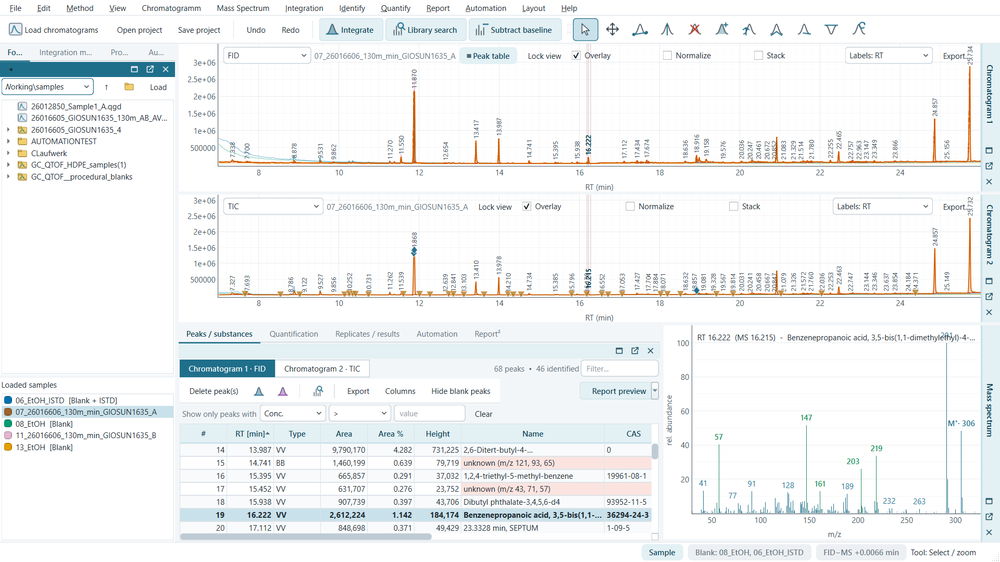 File Edit Method View Chromatogramm Mass Spectrum Integration Identify Quantify Report Automation Layout Help
Load chromatograms Open project Save project Undo Redo Integrate Library search Subtract baseline
Fo... Integration m... Pro... Au...
Working\samples ↑ Load
26012850_Sample1_A.qgd
26016605_GIOSUN1635_130m_AB_AV...
26016605_GIOSUN1635_4
AUTOMATIONTEST
CLaufwerk
GC_QTOF_HDPE_samples(1)
GC_QTOF__procedural_blanks
Loaded samples
06_EtOH_ISTD [Blank + ISTD]
07_26016606_130m_min_GIOSUN1635_A
08_EtOH [Blank]
11_26016606_130m_min_GIOSUN1635_B
13_EtOH [Blank]
FID 07_26016606_130m_min_GIOSUN1635_A ≡ Peak table Lock view Overlay Normalize Stack Labels: RT Export...
3e+06
2.5e+06
2e+06
1.5e+06
1e+06
500000
7.338 7.700 8.878 9.531 9.862 11.270 11.550 11.870 12.654 13.417 13.987 14.741 15.395 15.938 16.222 17.112 17.434 17.674 18.636 18.916 19.158 19.576 20.036 20.247 20.461 20.672 20.852 21.083 21.329 21.514 21.780 22.255 22.465 22.757 22.963 23.147 23.349 23.866 24.857 25.156 25.734
8 10 12 14 16 18 20 22 24
RT (min)
Chromatogram 1
TIC 07_26016606_130m_min_GIOSUN1635_A Lock view Overlay Normalize Stack Labels: RT Export...
3e+06
2.5e+06
2e+06
1.5e+06
1e+06
500000
7.327 7.693 8.786 9.122 9.527 9.856 10.252 10.731 11.262 11.539 1.868 12.639 12.841 13.103 13.410 13.978 14.210 14.734 15.385 15.796 16.215 16.552 17.053 17.427 17.704 17.884 18.071 18.632 18.857 19.081 19.328 19.567 19.814 20.031 20.241 20.458 20.667 20.847 21.079 21.326 21.572 21.760 22.036 22.253 22.463 22.747 23.144 23.346 23.637 23.854 24.184 24.371 24.857 25.149 25.732
8 10 12 14 16 18 20 22 24
RT (min)
Chromatogram 2
Peaks / substances Quantification Replicates / results Automation Report²
Chromatogram 1 · FID Chromatogram 2 · TIC 68 peaks • 46 identified Filter...
Delete peak(s) Export Columns Hide blank peaks Report preview
Show only peaks with Conc. > value Clear
# RT [min] Type Area Area % Height Name CAS
14 13.987 VV 9,790,170 4.282 731,225 2,6-Ditert-butyl-4-... 0
15 14.741 BB 1,460,199 0.639 79,719 unknown (m/z 121, 93, 65)
16 15.395 VV 665,857 0.291 37,032 1,2,4-triethyl-5-methyl-benzene 19961-08-1
17 15.452 VV 631,707 0.276 23,752 unknown (m/z 43, 71, 57)
18 15.938 VV 907,739 0.397 43,706 Dibutyl phthalate-3,4,5,6-d4 93952-11-5
19 16.222 VV 2,612,224 1.142 184,174 Benzenepropanoic acid, 3,5-bis(1,1-... 36294-24-3
20 17.112 VV 848,698 0.371 49,429 23.3328 min, SEPTUM 1-09-5
RT 16.222 (MS 16.215) - Benzenepropanoic acid, 3,5-bis(1,1-dimethylethyl)-4-...
rel. abundance
100
80
60
40
20
41 57 77 91 128 147 161 189 203 219 232 263 291 M⁺· 306
50 100 150 200 250 300
m/z
Mass spectrum
Sample Blank: 08_EtOH, 06_EtOH_ISTD FID−MS +0.0066 min Tool: Select / zoom